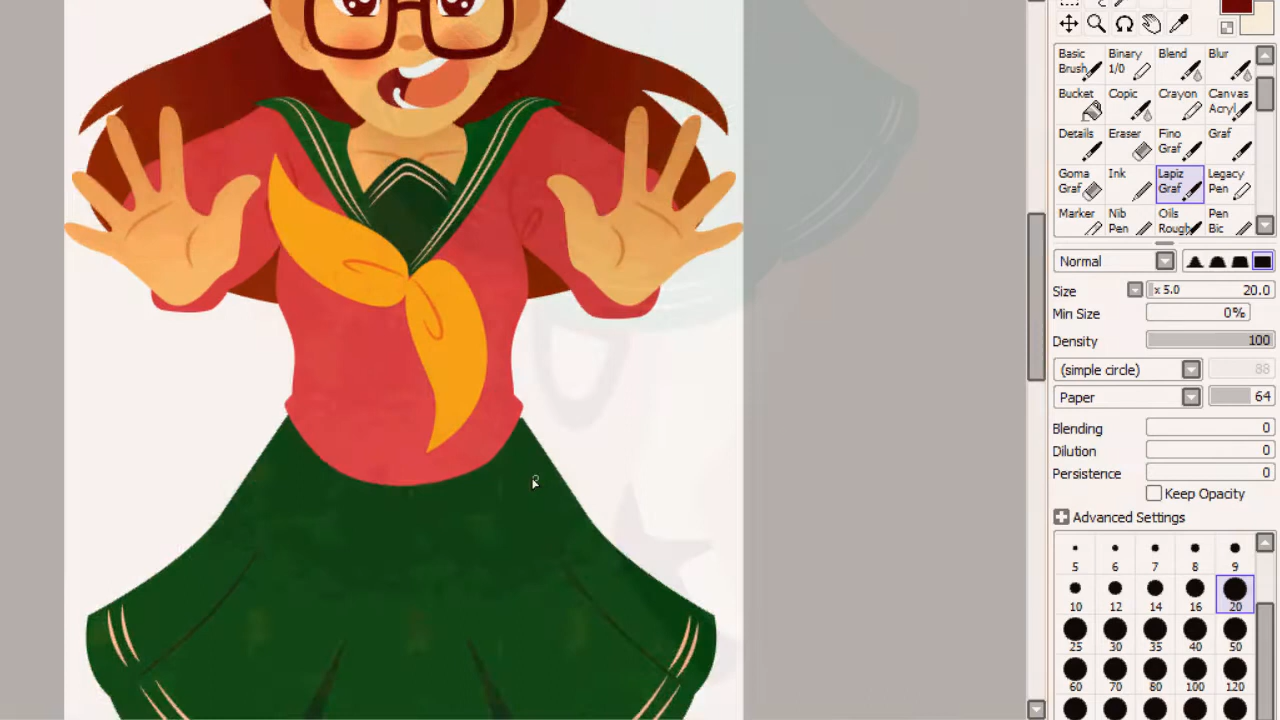 Basic Brush
Binary 1/0
Blend
Blur
Bucket
Copic
Crayon
Canvas Acryl
Details
Eraser
Fino Graf
Graf
Goma Graf
Ink
Lapiz Graf
Legacy Pen
Marker
Nib Pen
Oils Rough
Pen Bic
Normal
Size x 5.0 20.0
Min Size 0%
Density 100
(simple circle) 88
Paper 64
Blending 0
Dilution 0
Persistence 0
Keep Opacity
Advanced Settings
5 6 7 8 9
10 12 14 16 20
25 30 35 40 50
60 70 80 100 120